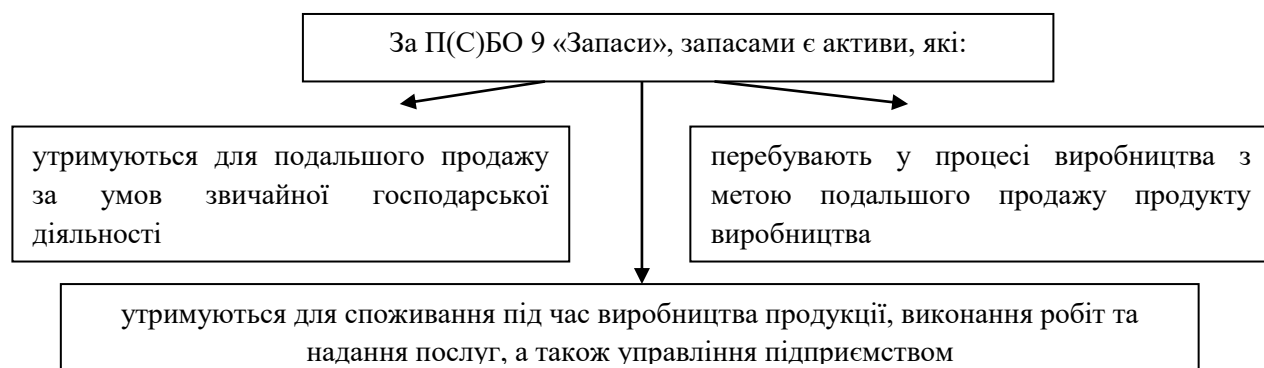 За П(С)БО 9 «Запаси», запасами є активи, які:
утримуються для подальшого продажу
за умов звичайної господарської
діяльності
перебувають у процесі виробництва з
метою подальшого продажу продукту
виробництва
утримуються для споживання під час виробництва продукції, виконання робіт та
надання послуг, а також управління підприємством